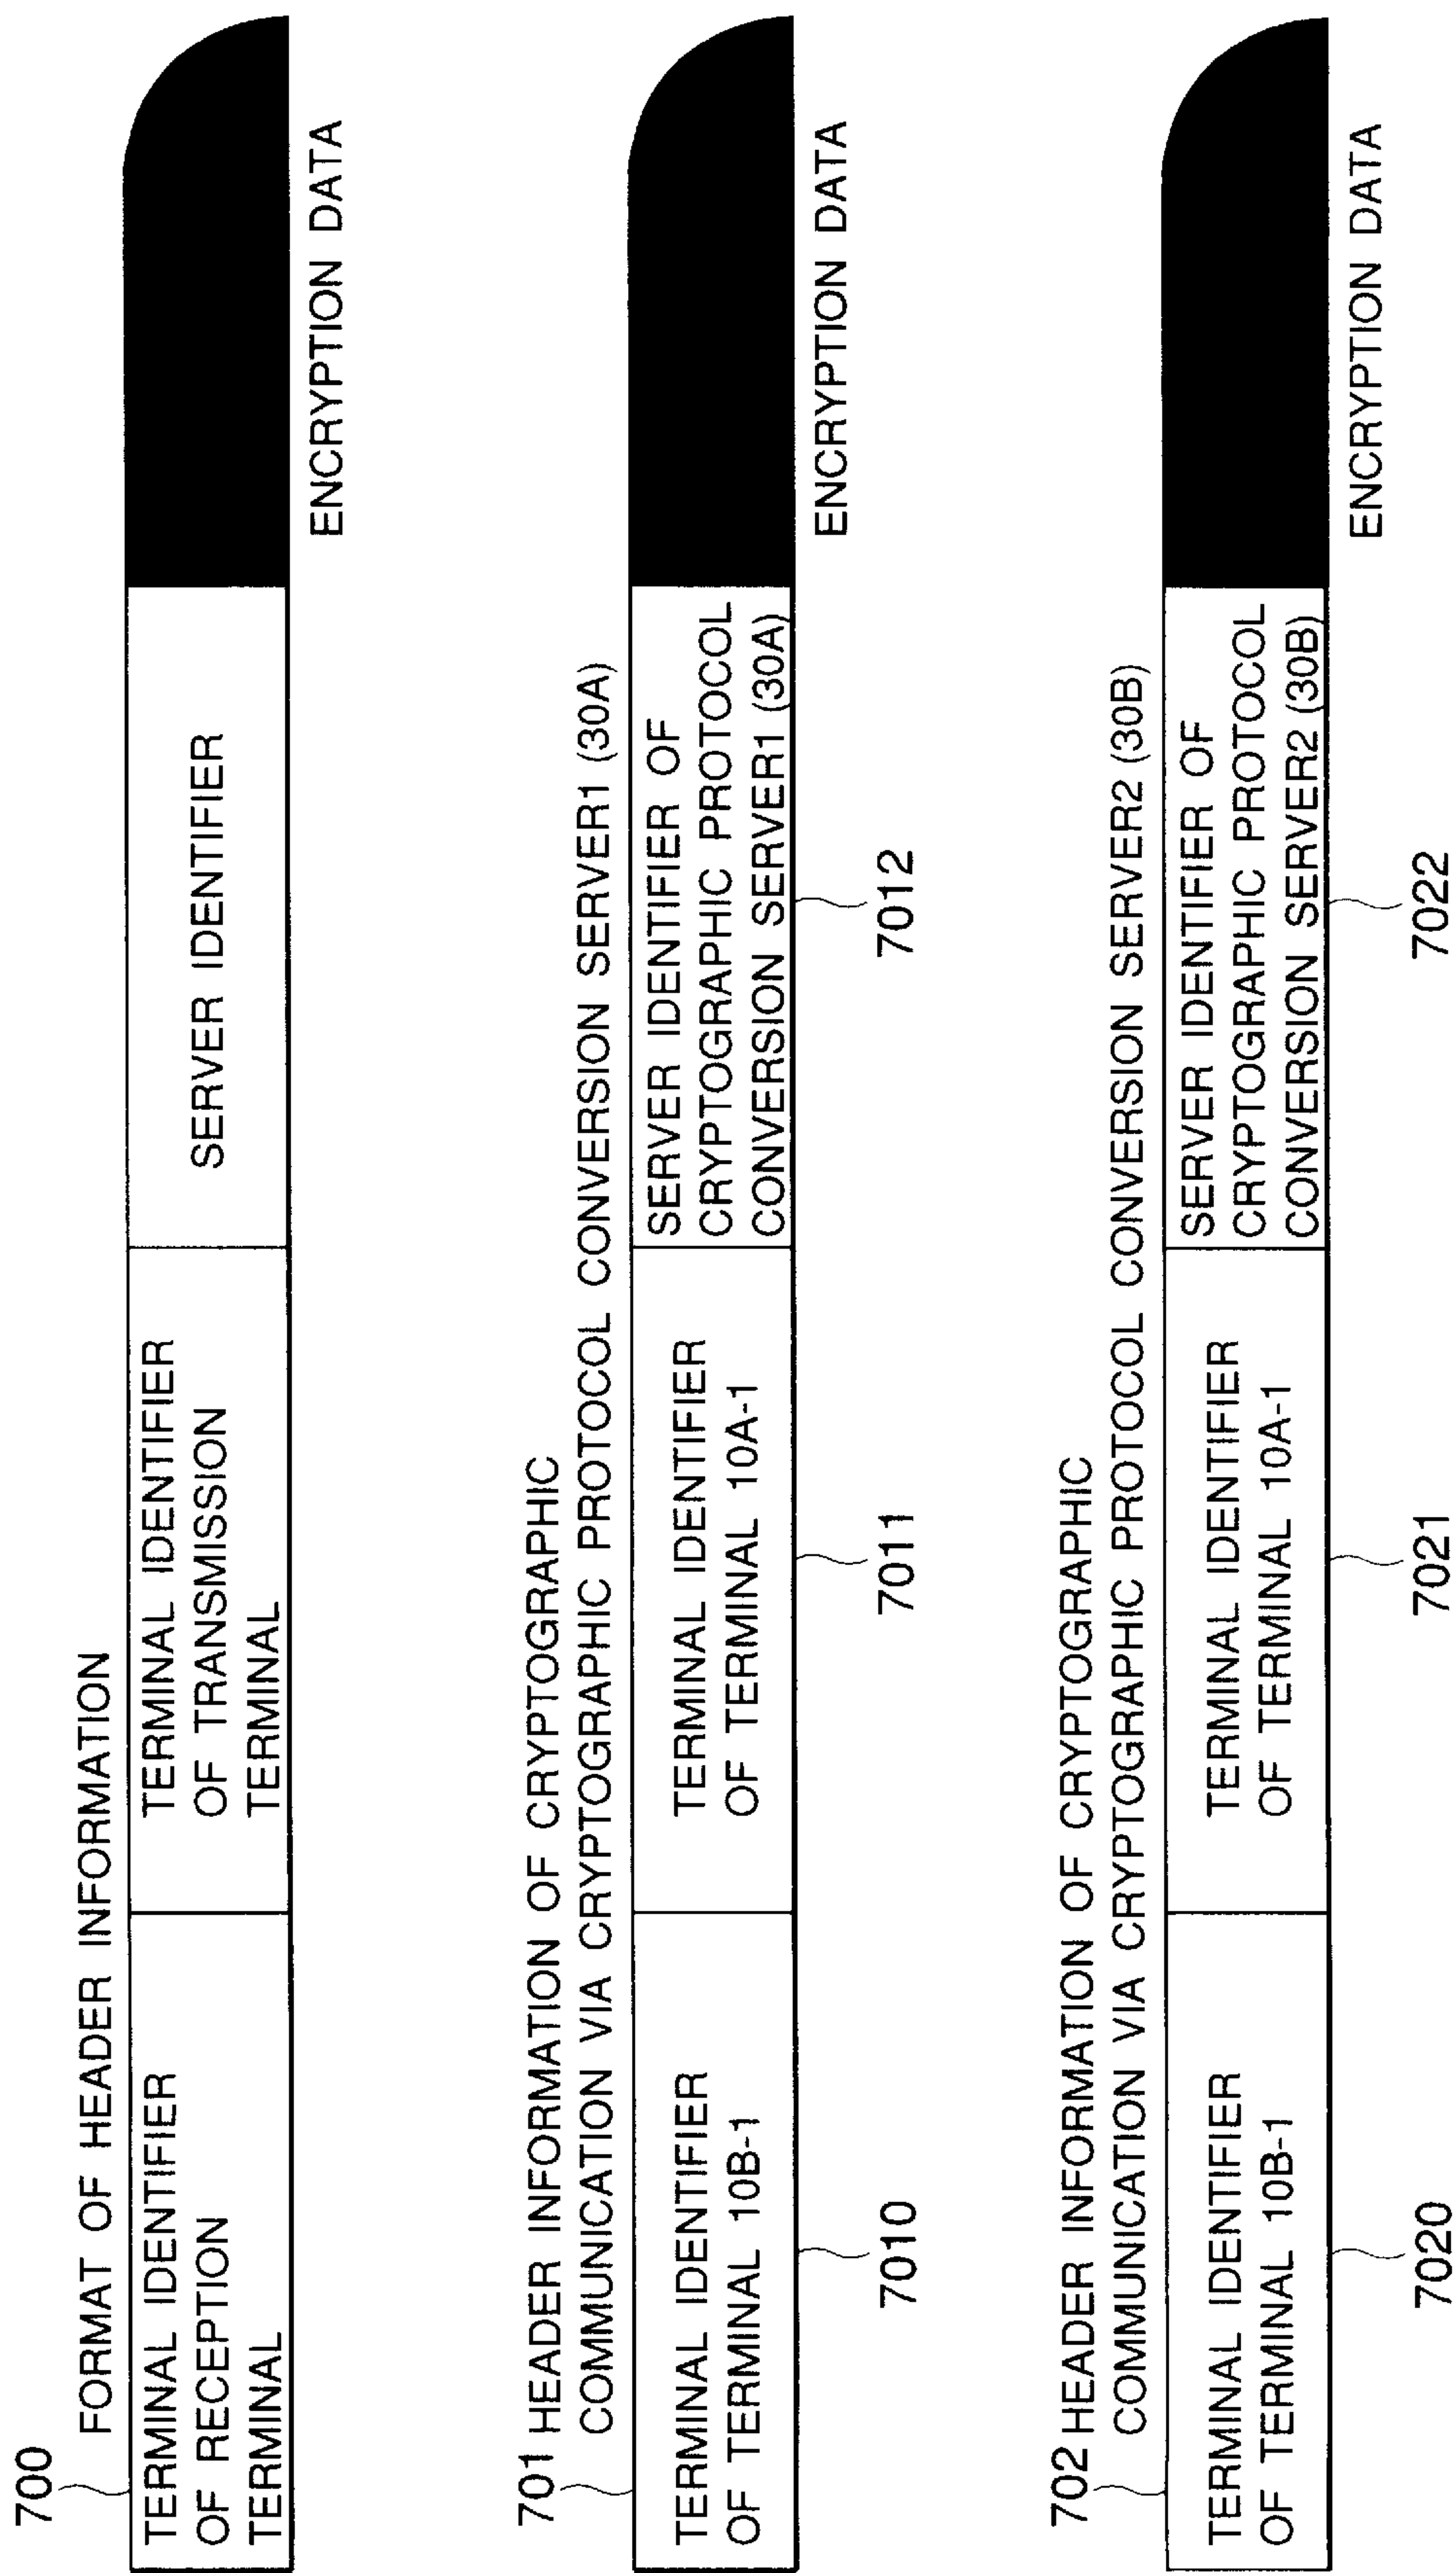 700
FORMAT OF HEADER INFORMATION
TERMINAL IDENTIFIER
OF RECEPTION
TERMINAL
TERMINAL IDENTIFIER
OF TRANSMISSION
TERMINAL
SERVER IDENTIFIER
ENCRYPTION DATA
701
HEADER INFORMATION OF CRYPTOGRAPHIC
COMMUNICATION VIA CRYPTOGRAPHIC PROTOCOL CONVERSION SERVER1 (30A)
TERMINAL IDENTIFIER
OF TERMINAL 10B-1
TERMINAL IDENTIFIER
OF TERMINAL 10A-1
SERVER IDENTIFIER OF
CRYPTOGRAPHIC PROTOCOL
CONVERSION SERVER1 (30A)
ENCRYPTION DATA
7010
7011
7012
702
HEADER INFORMATION OF CRYPTOGRAPHIC
COMMUNICATION VIA CRYPTOGRAPHIC PROTOCOL CONVERSION SERVER2 (30B)
TERMINAL IDENTIFIER
OF TERMINAL 10B-1
TERMINAL IDENTIFIER
OF TERMINAL 10A-1
SERVER IDENTIFIER OF
CRYPTOGRAPHIC PROTOCOL
CONVERSION SERVER2 (30B)
ENCRYPTION DATA
7020
7021
7022